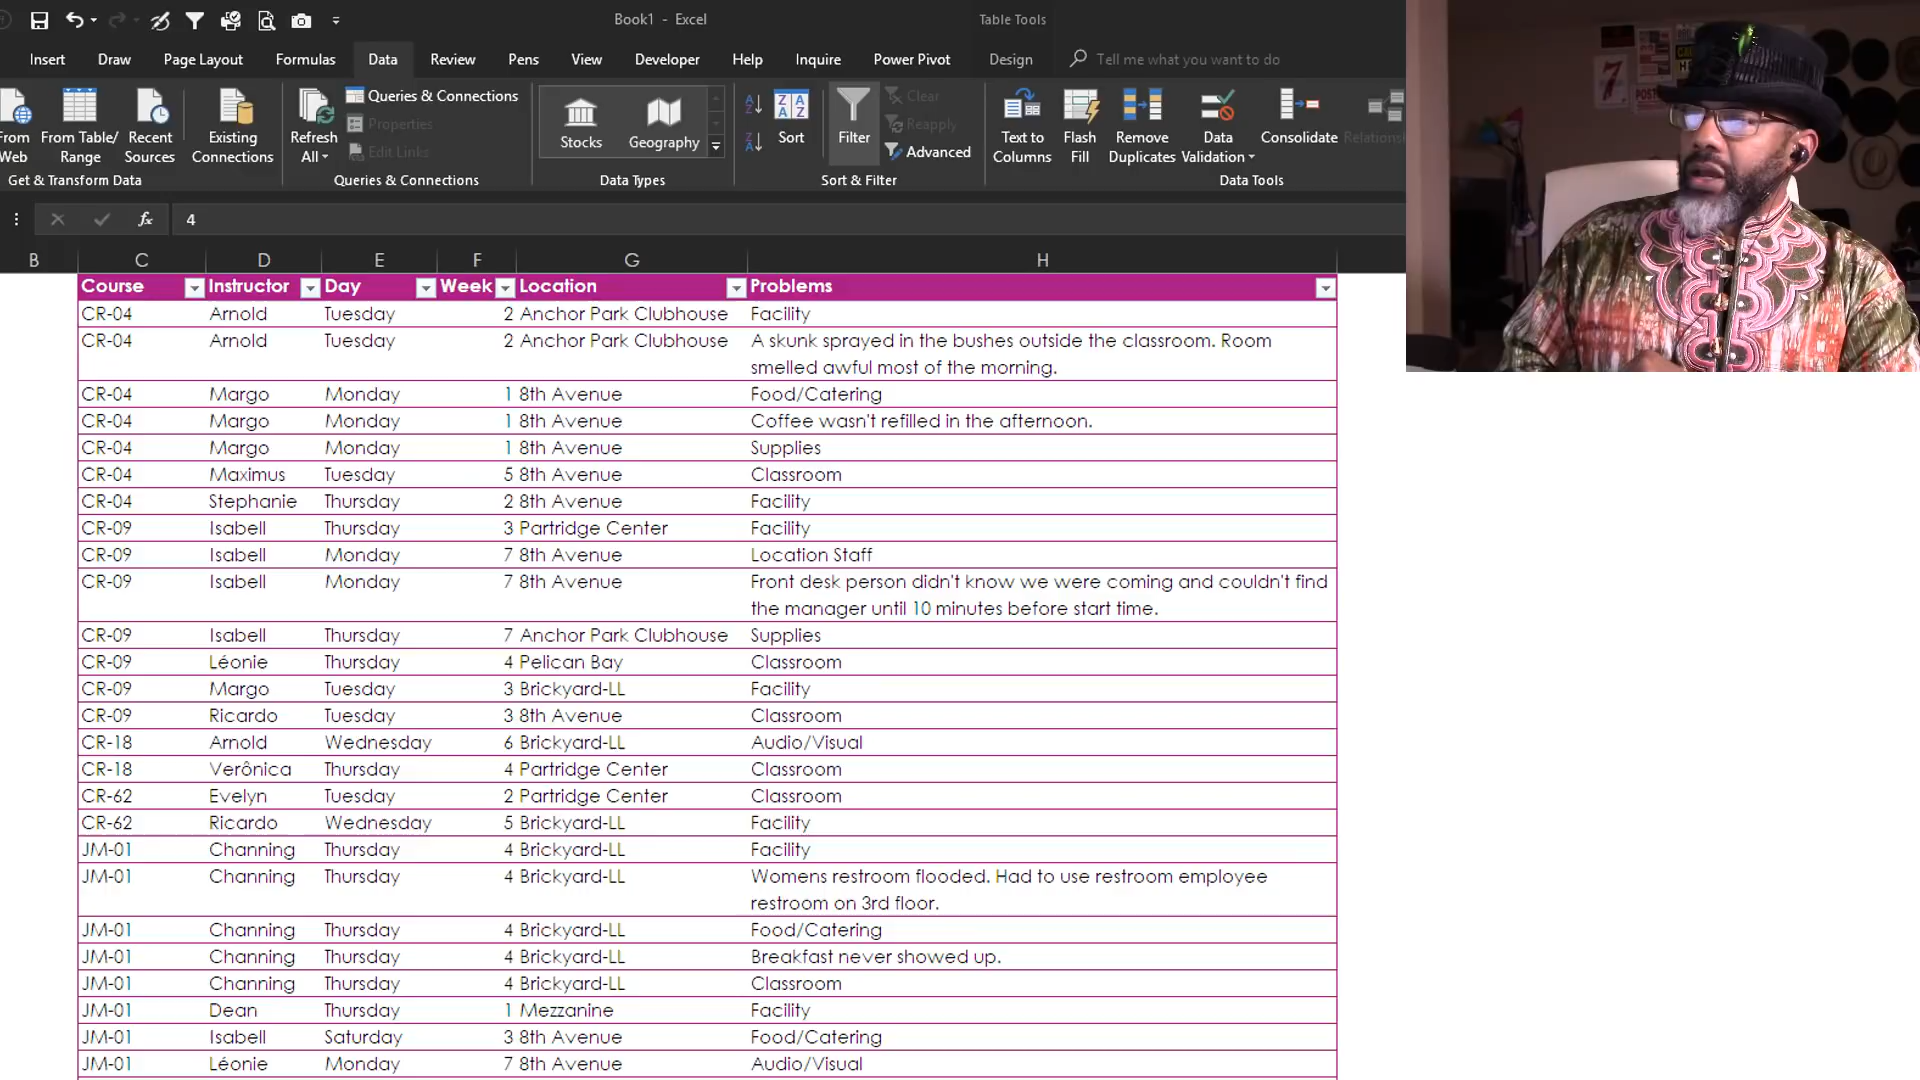 Book1 - Excel
Table Tools
Insert Draw Page Layout Formulas Data Review Pens View Developer Help Inquire Power Pivot Design Tell me what you want to do
From Web
From Table/ Range
Recent Sources
Existing Connections
Get & Transform Data
Refresh All
Queries & Connections
Properties
Edit Links
Queries & Connections
Stocks
Geography
Data Types
Sort
Filter
Clear
Reapply
Advanced
Sort & Filter
Text to Columns
Flash Fill
Remove Duplicates
Data Validation
Consolidate
Data Tools
fx 4
B C D E F G H
Course Instructor Day Week Location Problems
CR-04 Arnold Tuesday 2 Anchor Park Clubhouse Facility
CR-04 Arnold Tuesday 2 Anchor Park Clubhouse A skunk sprayed in the bushes outside the classroom. Room
smelled awful most of the morning.
CR-04 Margo Monday 1 8th Avenue Food/Catering
CR-04 Margo Monday 1 8th Avenue Coffee wasn't refilled in the afternoon.
CR-04 Margo Monday 1 8th Avenue Supplies
CR-04 Maximus Tuesday 5 8th Avenue Classroom
CR-04 Stephanie Thursday 2 8th Avenue Facility
CR-09 Isabell Thursday 3 Partridge Center Facility
CR-09 Isabell Monday 7 8th Avenue Location Staff
CR-09 Isabell Monday 7 8th Avenue Front desk person didn't know we were coming and couldn't find
the manager until 10 minutes before start time.
CR-09 Isabell Thursday 7 Anchor Park Clubhouse Supplies
CR-09 Léonie Thursday 4 Pelican Bay Classroom
CR-09 Margo Tuesday 3 Brickyard-LL Facility
CR-09 Ricardo Tuesday 3 8th Avenue Classroom
CR-18 Arnold Wednesday 6 Brickyard-LL Audio/Visual
CR-18 Verônica Thursday 4 Partridge Center Classroom
CR-62 Evelyn Tuesday 2 Partridge Center Classroom
CR-62 Ricardo Wednesday 5 Brickyard-LL Facility
JM-01 Channing Thursday 4 Brickyard-LL Facility
JM-01 Channing Thursday 4 Brickyard-LL Womens restroom flooded. Had to use restroom employee
restroom on 3rd floor.
JM-01 Channing Thursday 4 Brickyard-LL Food/Catering
JM-01 Channing Thursday 4 Brickyard-LL Breakfast never showed up.
JM-01 Channing Thursday 4 Brickyard-LL Classroom
JM-01 Dean Thursday 1 Mezzanine Facility
JM-01 Isabell Saturday 3 8th Avenue Food/Catering
JM-01 Léonie Monday 7 8th Avenue Audio/Visual